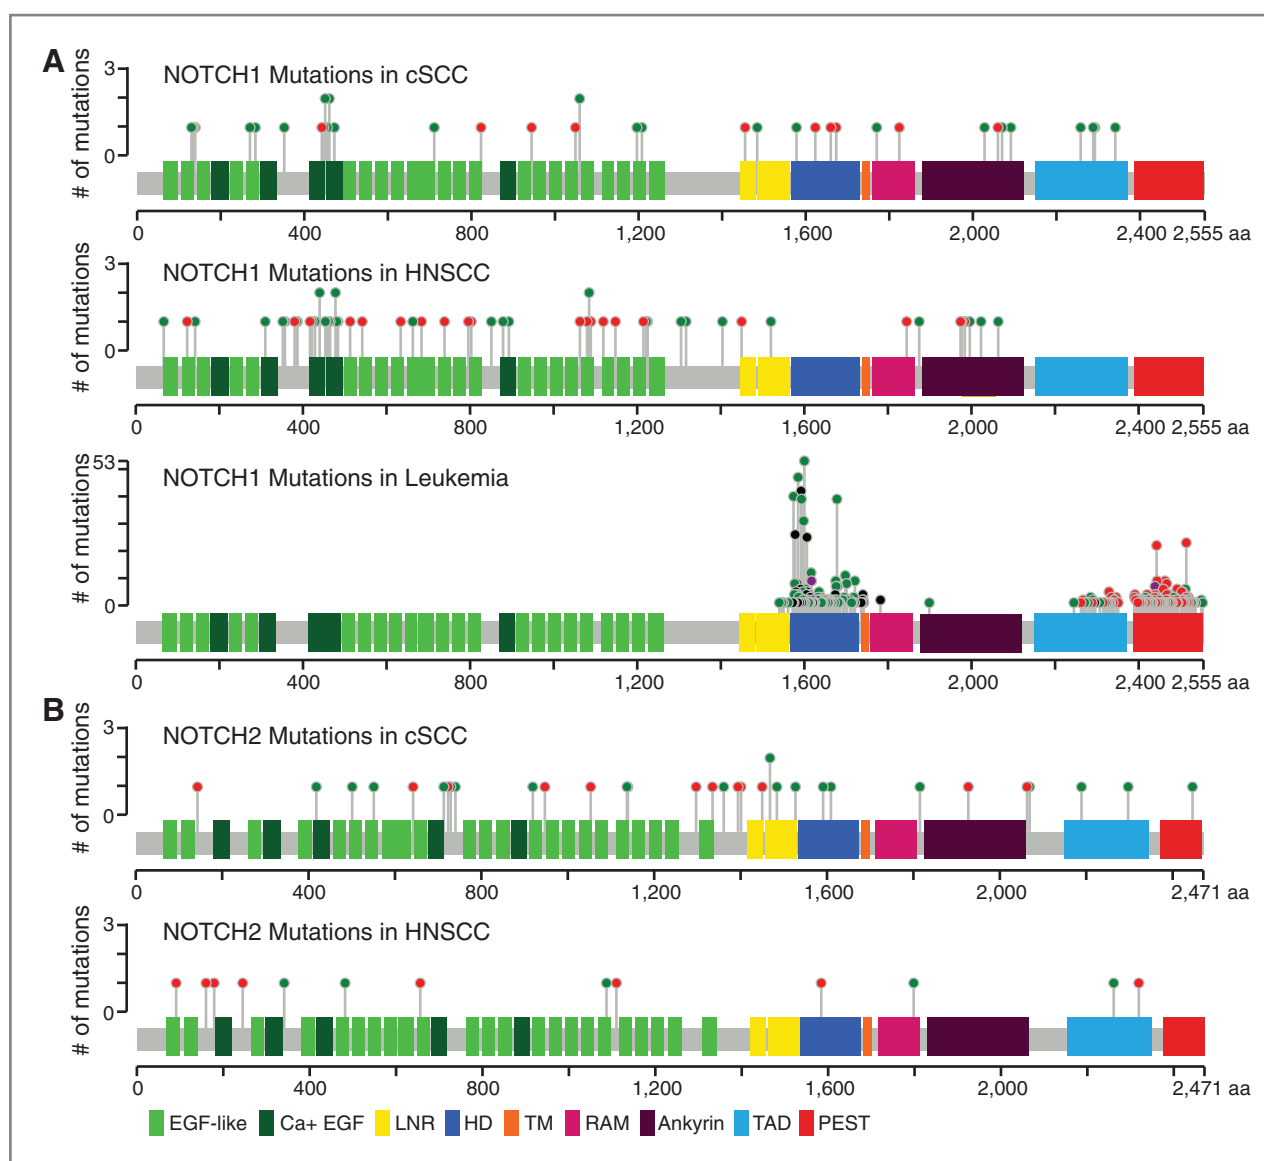 A
# of mutations
3
0
NOTCH1 Mutations in cSCC
0 400 800 1,200 1,600 2,000 2,400 2,555 aa
# of mutations
3
0
NOTCH1 Mutations in HNSCC
0 400 800 1,200 1,600 2,000 2,400 2,555 aa
# of mutations
53
0
NOTCH1 Mutations in Leukemia
0 400 800 1,200 1,600 2,000 2,400 2,555 aa
B
# of mutations
3
0
NOTCH2 Mutations in cSCC
0 400 800 1,200 1,600 2,000 2,471 aa
# of mutations
3
0
NOTCH2 Mutations in HNSCC
0 400 800 1,200 1,600 2,000 2,471 aa
EGF-like Ca+ EGF LNR HD TM RAM Ankyrin TAD PEST